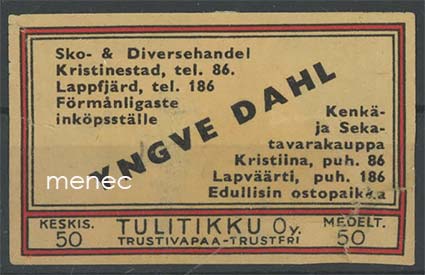 Sko- & Diversehandel
Kristinestad, tel. 86.
Lappfjärd, tel. 186
Förmånligaste
inköpsställe
YNGVE DAHL
Kenkä-
ja Seka-
tavarakauppa
Kristiina, puh. 86
Lapväärti, puh. 186
Edullisin ostopaikka
menec
KESKIS. 50
TULITIKKU Oy.
TRUSTIVAPAA-TRUSTFRI
MEDELT. 50